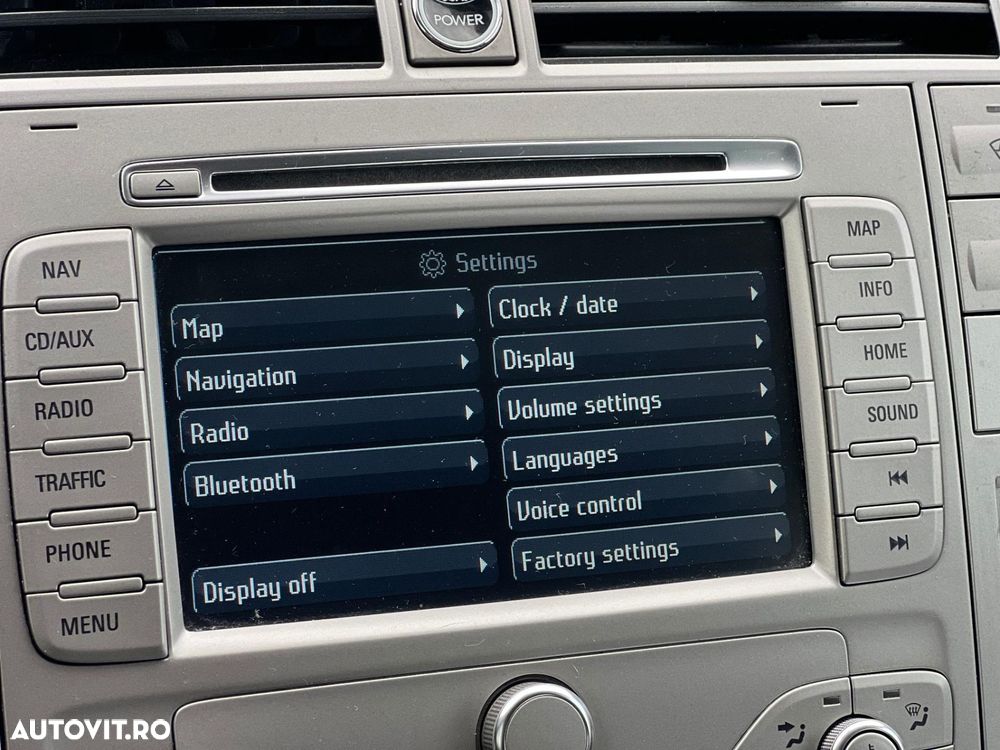 POWER
Settings
Map
Navigation
Radio
Bluetooth
Display off
Clock / date
Display
Volume settings
Languages
Voice control
Factory settings
NAV
CD/AUX
RADIO
TRAFFIC
PHONE
MENU
MAP
INFO
HOME
SOUND
AUTOVIT.RO